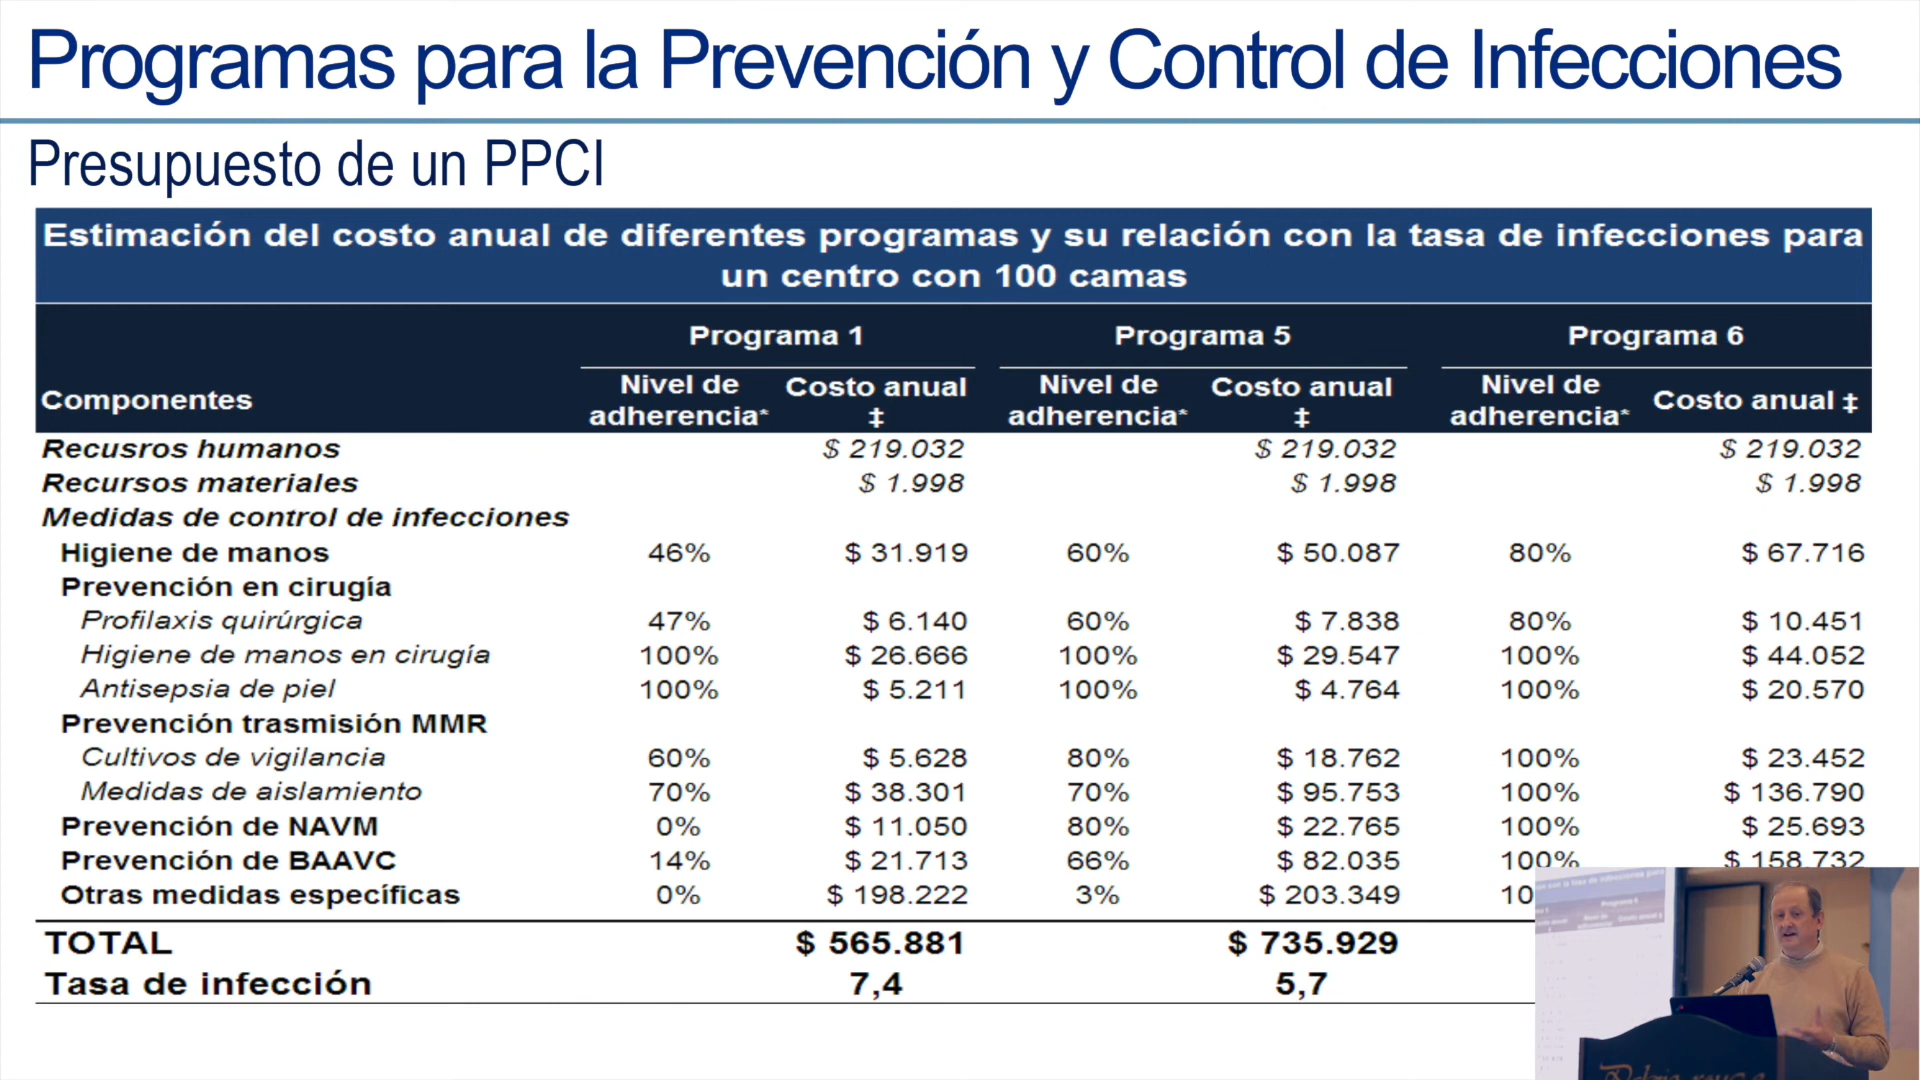 Programas para la Prevención y Control de Infecciones
Presupuesto de un PPCI
Estimación del costo anual de diferentes programas y su relación con la tasa de infecciones para
un centro con 100 camas
Programa 1 Programa 5 Programa 6
Componentes Nivel de adherencia* Costo anual ‡ Nivel de adherencia* Costo anual ‡ Nivel de adherencia* Costo anual ‡
Recusros humanos $ 219.032 $ 219.032 $ 219.032
Recursos materiales $ 1.998 $ 1.998 $ 1.998
Medidas de control de infecciones
Higiene de manos 46% $ 31.919 60% $ 50.087 80% $ 67.716
Prevención en cirugía
Profilaxis quirúrgica 47% $ 6.140 60% $ 7.838 80% $ 10.451
Higiene de manos en cirugía 100% $ 26.666 100% $ 29.547 100% $ 44.052
Antisepsia de piel 100% $ 5.211 100% $ 4.764 100% $ 20.570
Prevención trasmisión MMR
Cultivos de vigilancia 60% $ 5.628 80% $ 18.762 100% $ 23.452
Medidas de aislamiento 70% $ 38.301 70% $ 95.753 100% $ 136.790
Prevención de NAVM 0% $ 11.050 80% $ 22.765 100% $ 25.693
Prevención de BAAVC 14% $ 21.713 66% $ 82.035 100% $ 158.732
Otras medidas específicas 0% $ 198.222 3% $ 203.349 10
TOTAL $ 565.881 $ 735.929
Tasa de infección 7,4 5,7